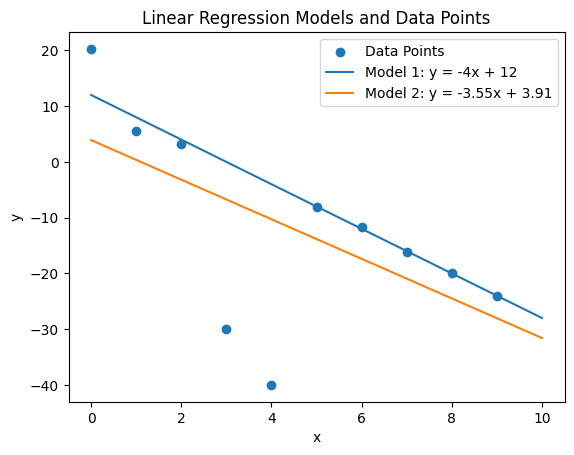 Linear Regression Models and Data Points
Data Points
Model 1: y = -4x + 12
Model 2: y = -3.55x + 3.91
20
10
0
−10
−20
−30
−40
y
0
2
4
6
8
10
x